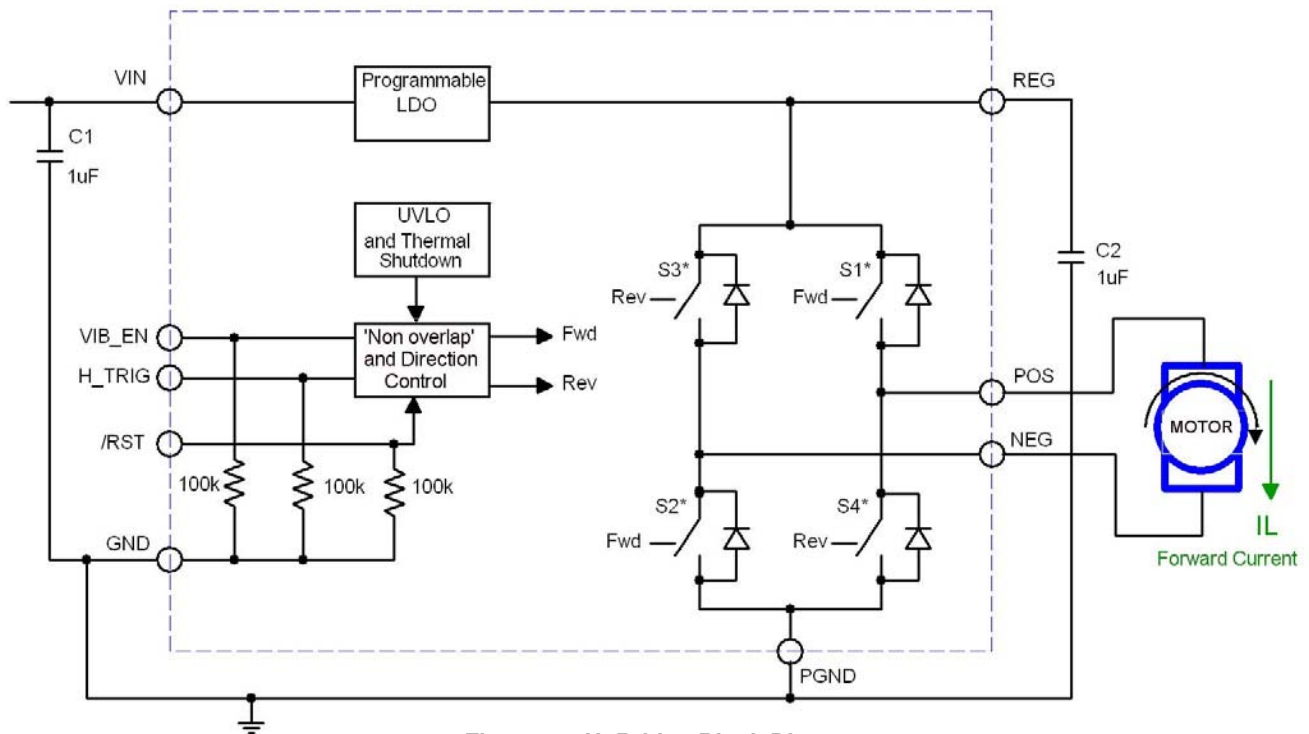 VIN
Programmable
LDO
REG
C1
1uF
UVLO
and Thermal
Shutdown
S3*
Rev
S1*
Fwd
C2
1uF
VIB_EN
H_TRIG
/RST
'Non overlap'
and Direction
Control
Fwd
Rev
POS
NEG
MOTOR
100k
100k
100k
S2*
Fwd
S4*
Rev
GND
IL
Forward Current
PGND